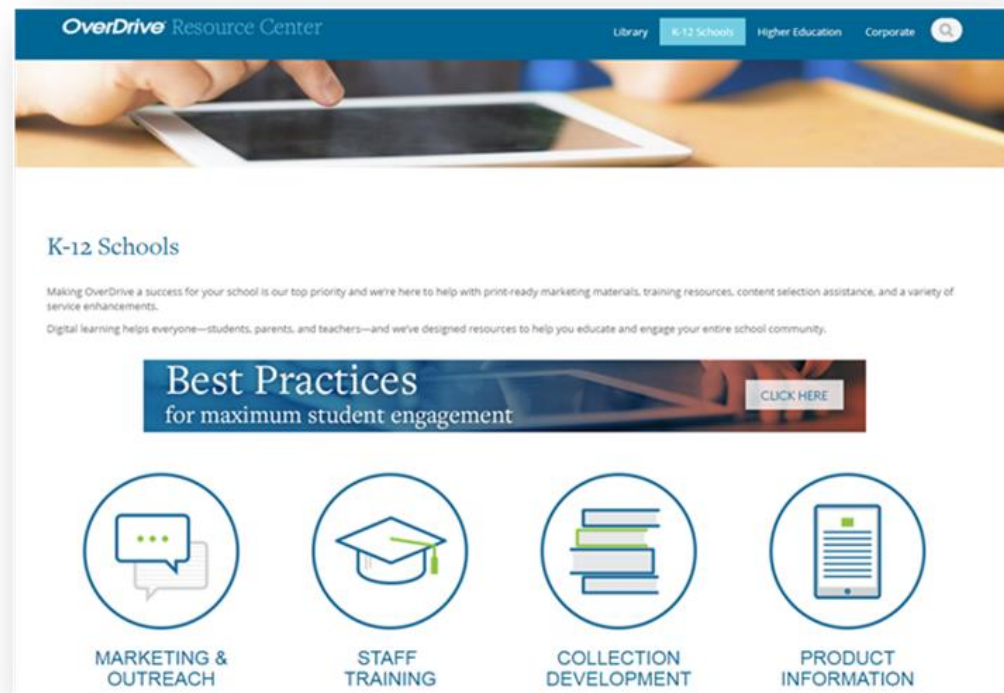 OverDrive Resource Center
Library K-12 Schools Higher Education Corporate
K-12 Schools
Making OverDrive a success for your school is our top priority and we're here to help with print-ready marketing materials, training resources, content selection assistance, and a variety of
service enhancements.
Digital learning helps everyone—students, parents, and teachers—and we've designed resources to help you educate and engage your entire school community.
Best Practices
for maximum student engagement
CLICK HERE
MARKETING &
OUTREACH
STAFF
TRAINING
COLLECTION
DEVELOPMENT
PRODUCT
INFORMATION